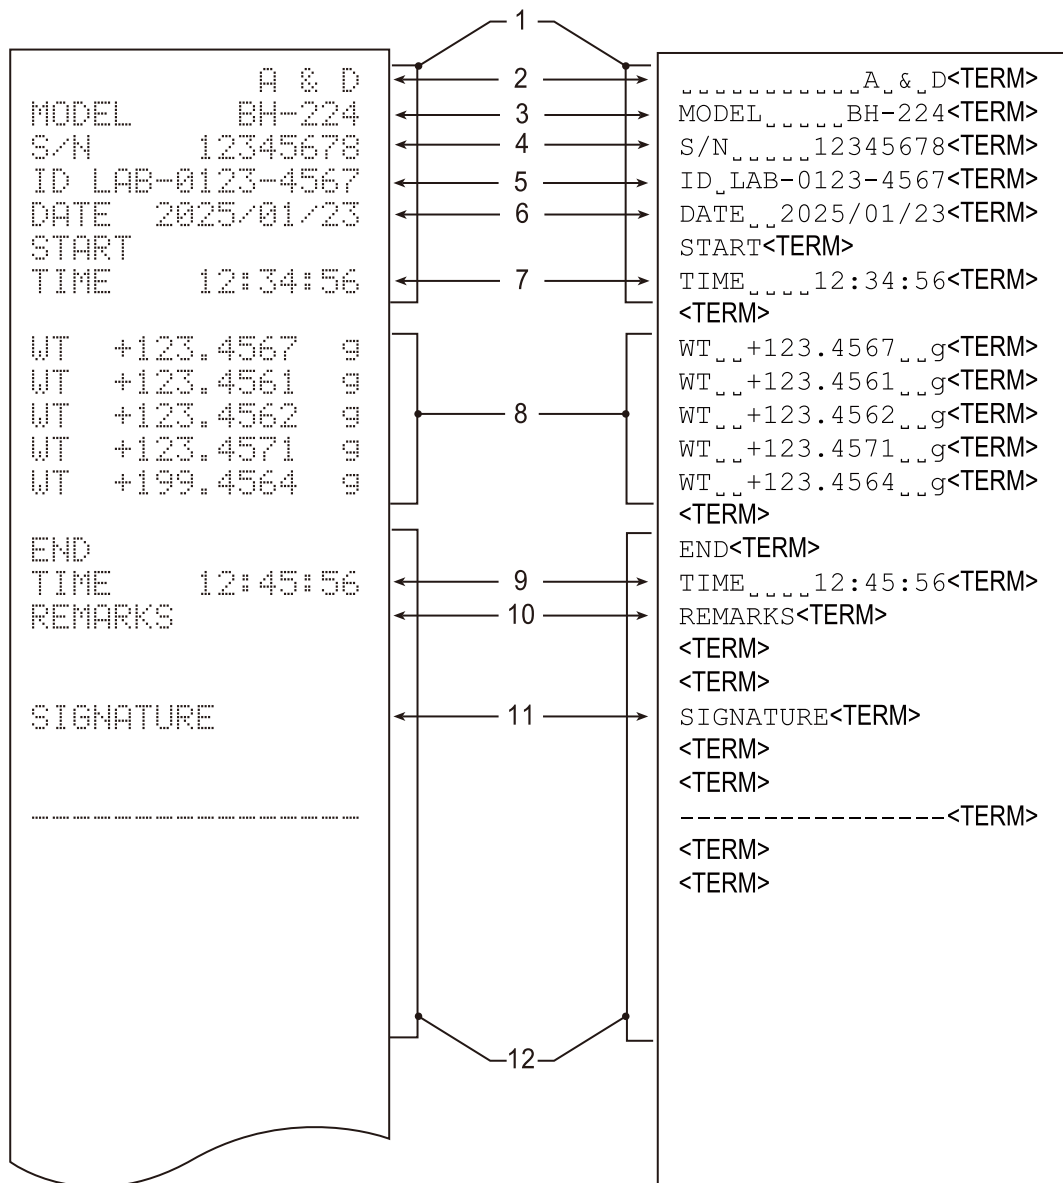 1
A & D
MODEL BH-224
S/N 12345678
ID LAB-0123-4567
DATE 2025/01/23
START
TIME 12:34:56
WT +123.4567 g
WT +123.4561 g
WT +123.4562 g
WT +123.4571 g
WT +199.4564 g
END
TIME 12:45:56
REMARKS
SIGNATURE
----------------
2
3
4
5
6
7
8
9
10
11
12
␣␣␣␣␣␣␣␣␣␣␣A␣&␣D<TERM>
MODEL␣␣␣␣␣BH-224<TERM>
S/N␣␣␣␣␣12345678<TERM>
ID␣LAB-0123-4567<TERM>
DATE␣␣2025/01/23<TERM>
START<TERM>
TIME␣␣␣␣12:34:56<TERM>
<TERM>
WT␣␣+123.4567␣␣g<TERM>
WT␣␣+123.4561␣␣g<TERM>
WT␣␣+123.4562␣␣g<TERM>
WT␣␣+123.4571␣␣g<TERM>
WT␣␣+123.4564␣␣g<TERM>
<TERM>
END<TERM>
TIME␣␣␣␣12:45:56<TERM>
REMARKS<TERM>
<TERM>
<TERM>
SIGNATURE<TERM>
<TERM>
<TERM>
----------------<TERM>
<TERM>
<TERM>